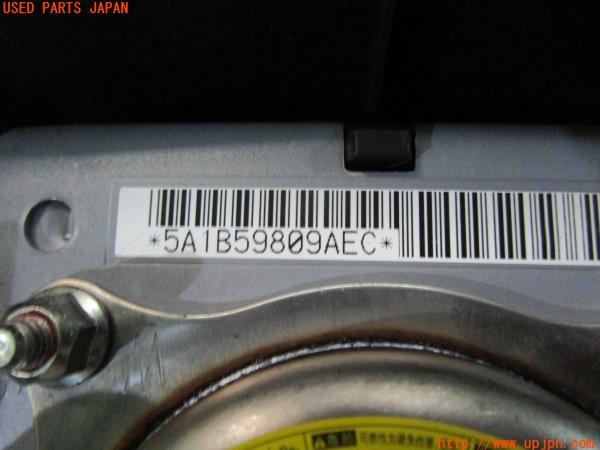 USED PARTS JAPAN
*5A1B59809AEC*
http://www.upjpn.com/